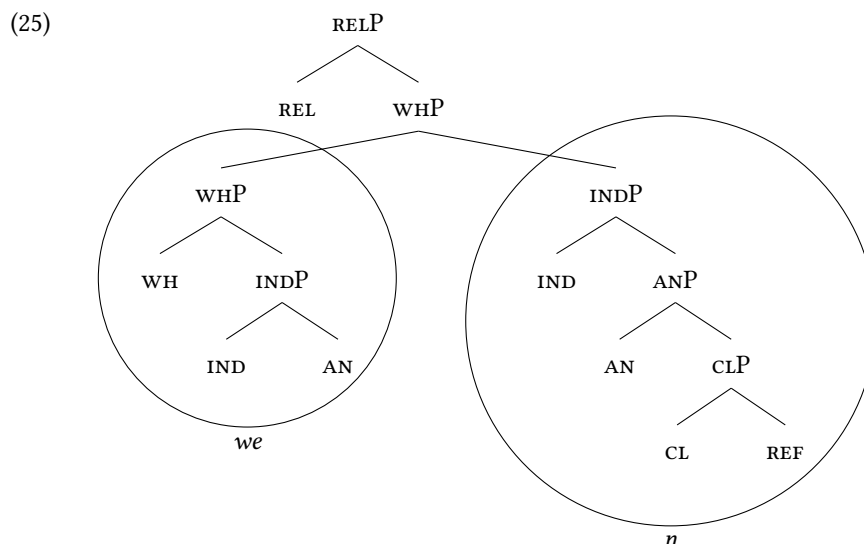 (25)
RELP
REL WHP
WHP INDP
WH INDP IND ANP
IND AN AN CLP
we CL REF
n